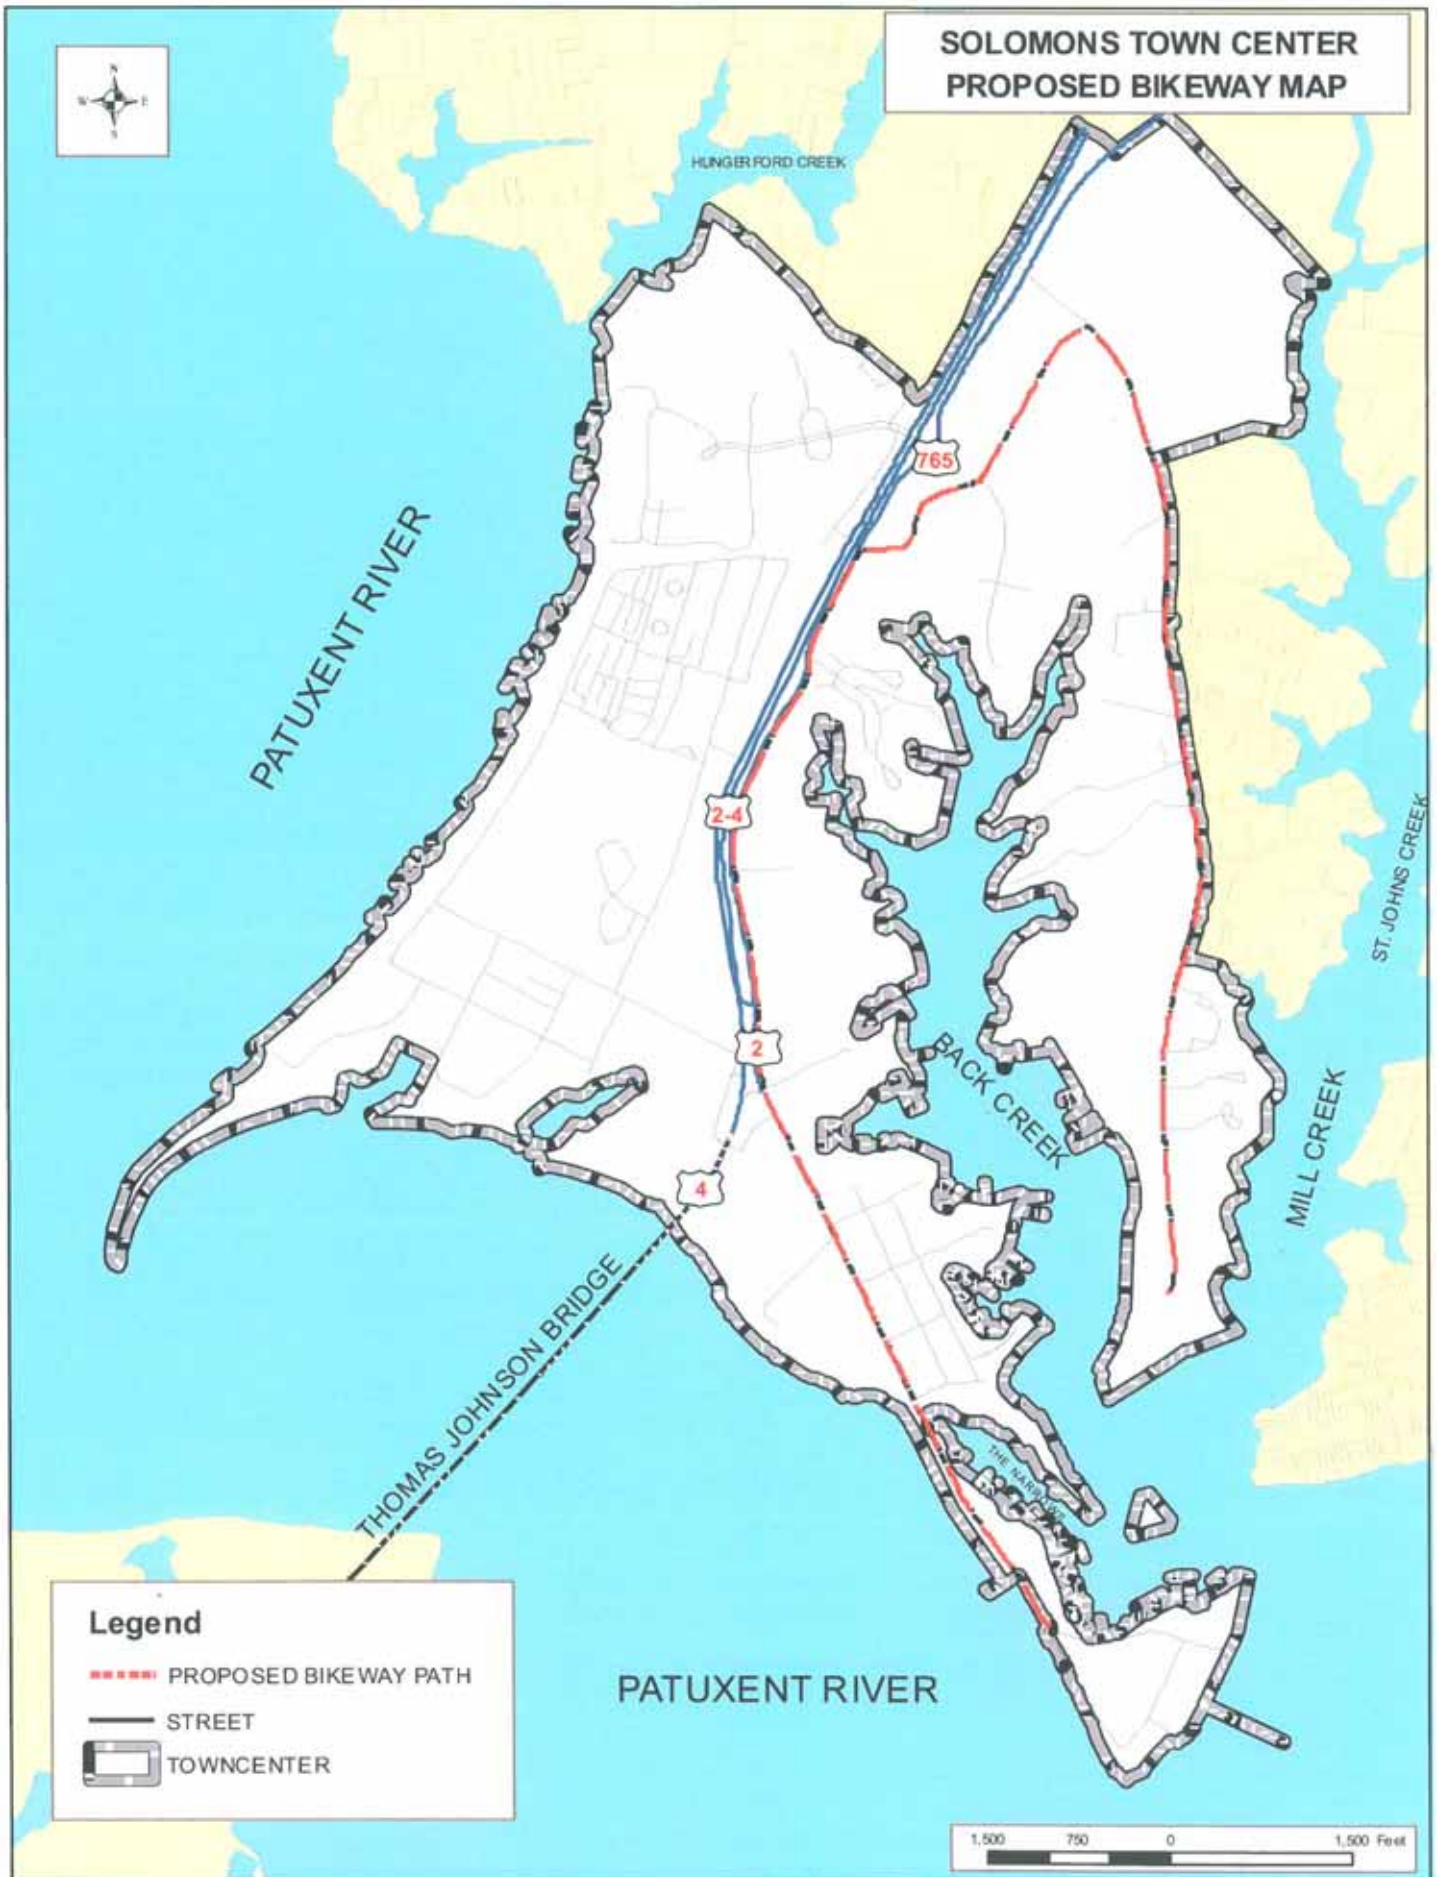 SOLOMONS TOWN CENTER
PROPOSED BIKEWAY MAP
N
W E
S
HUNGERFORD CREEK
765
PATUXENT RIVER
2-4
ST. JOHNS CREEK
2
BACK CREEK
MILL CREEK
4
THOMAS JOHNSON BRIDGE
THE NARROWS
PATUXENT RIVER
Legend
PROPOSED BIKEWAY PATH
STREET
TOWNCENTER
1,500 750 0 1,500 Feet